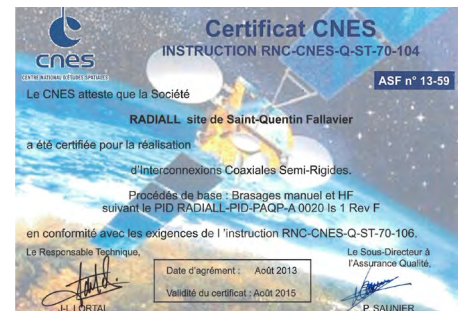 Certificat CNES
INSTRUCTION RNC-CNES-Q-ST-70-104
cnes
CENTRE NATIONAL D'ÉTUDES SPATIALES
ASF n° 13-59
Le CNES atteste que la Société
RADIALL site de Saint-Quentin Fallavier
a été certifiée pour la réalisation
d'Interconnexions Coaxiales Semi-Rigides.
Procédés de base : Brasages manuel et HF
suivant le PID RADIALL-PID-PAQP-A 0020 Is 1 Rev F
en conformité avec les exigences de l 'instruction RNC-CNES-Q-ST-70-106.
Le Responsable Technique,
Le Sous-Directeur à
l'Assurance Qualité,
Date d'agrément : Août 2013
Validité du certificat : Août 2015
J-L LORTAL
P. SAUNIER